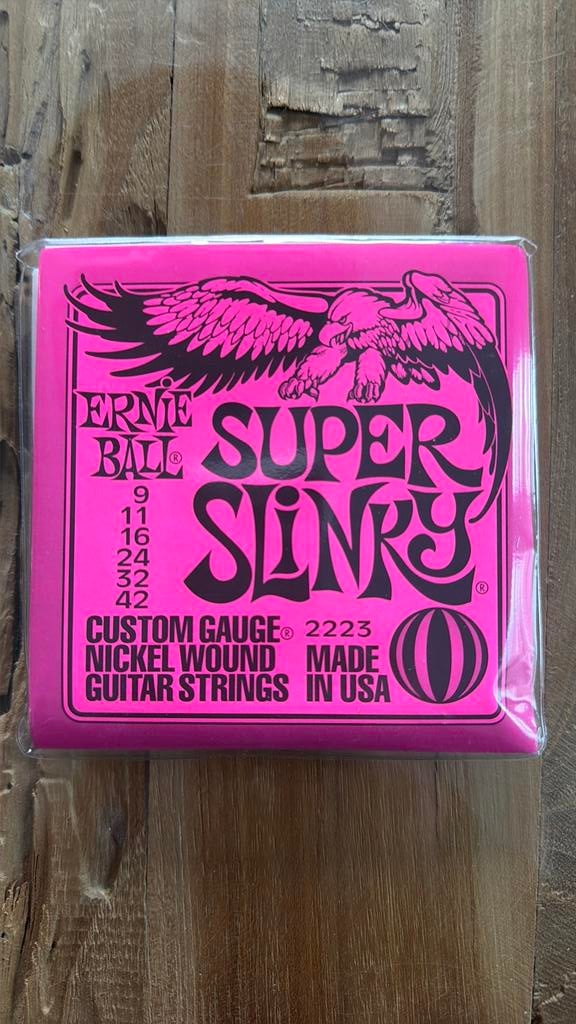 ERNiE
BALL®
SUPER
SLiNKY®
9
11
16
24
32
42
CUSTOM GAUGE®
NICKEL WOUND
GUITAR STRINGS
2223
MADE
IN USA